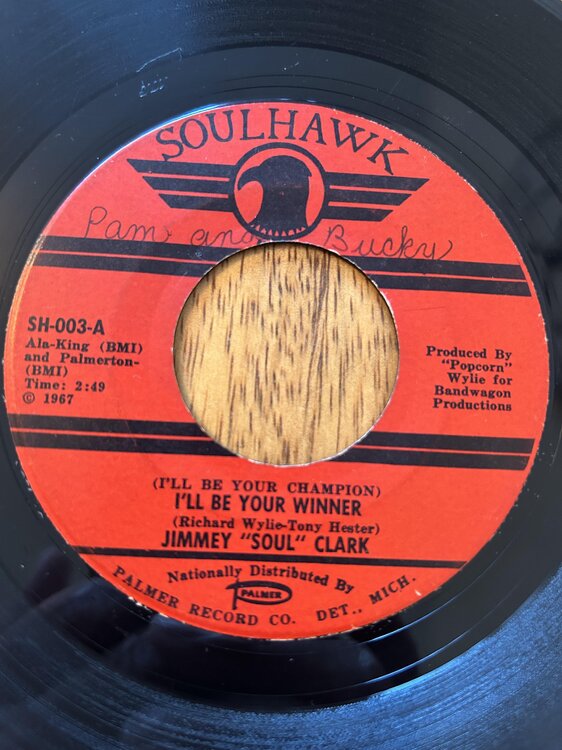 SOULHAWK
Pam and Bucky
SH-003-A
Ala-King (BMI)
and Palmerton-
(BMI)
Time: 2:49
© 1967
Produced By
"Popcorn"
Wylie for
Bandwagon
Productions
(I'LL BE YOUR CHAMPION)
I'LL BE YOUR WINNER
(Richard Wylie-Tony Hester)
JIMMEY "SOUL" CLARK
Nationally Distributed By
PALMER
PALMER RECORD CO. DET., MICH.